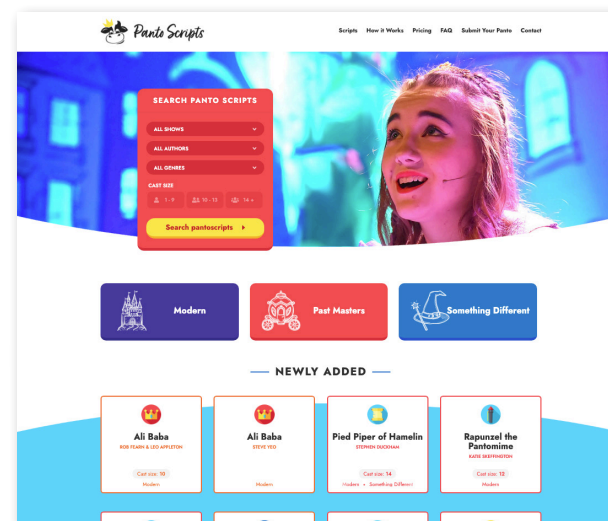 Panto Scripts
Scripts How it Works Pricing FAQ Submit Your Panto Contact
SEARCH PANTO SCRIPTS
ALL SHOWS
ALL AUTHORS
ALL GENRES
CAST SIZE
1 - 9 10 - 13 14 +
Search pantoscripts
Modern Past Masters Something Different
NEWLY ADDED
Ali Baba
ROB FEARN & LEO APPLETON
Cast size: 10
Modern
Ali Baba
STEVE YEO
Modern
Pied Piper of Hamelin
STEPHEN DUCKHAM
Cast size: 14
Modern • Something Different
Rapunzel the
Pantomime
KATIE SKEFFINGTON
Cast size: 12
Modern